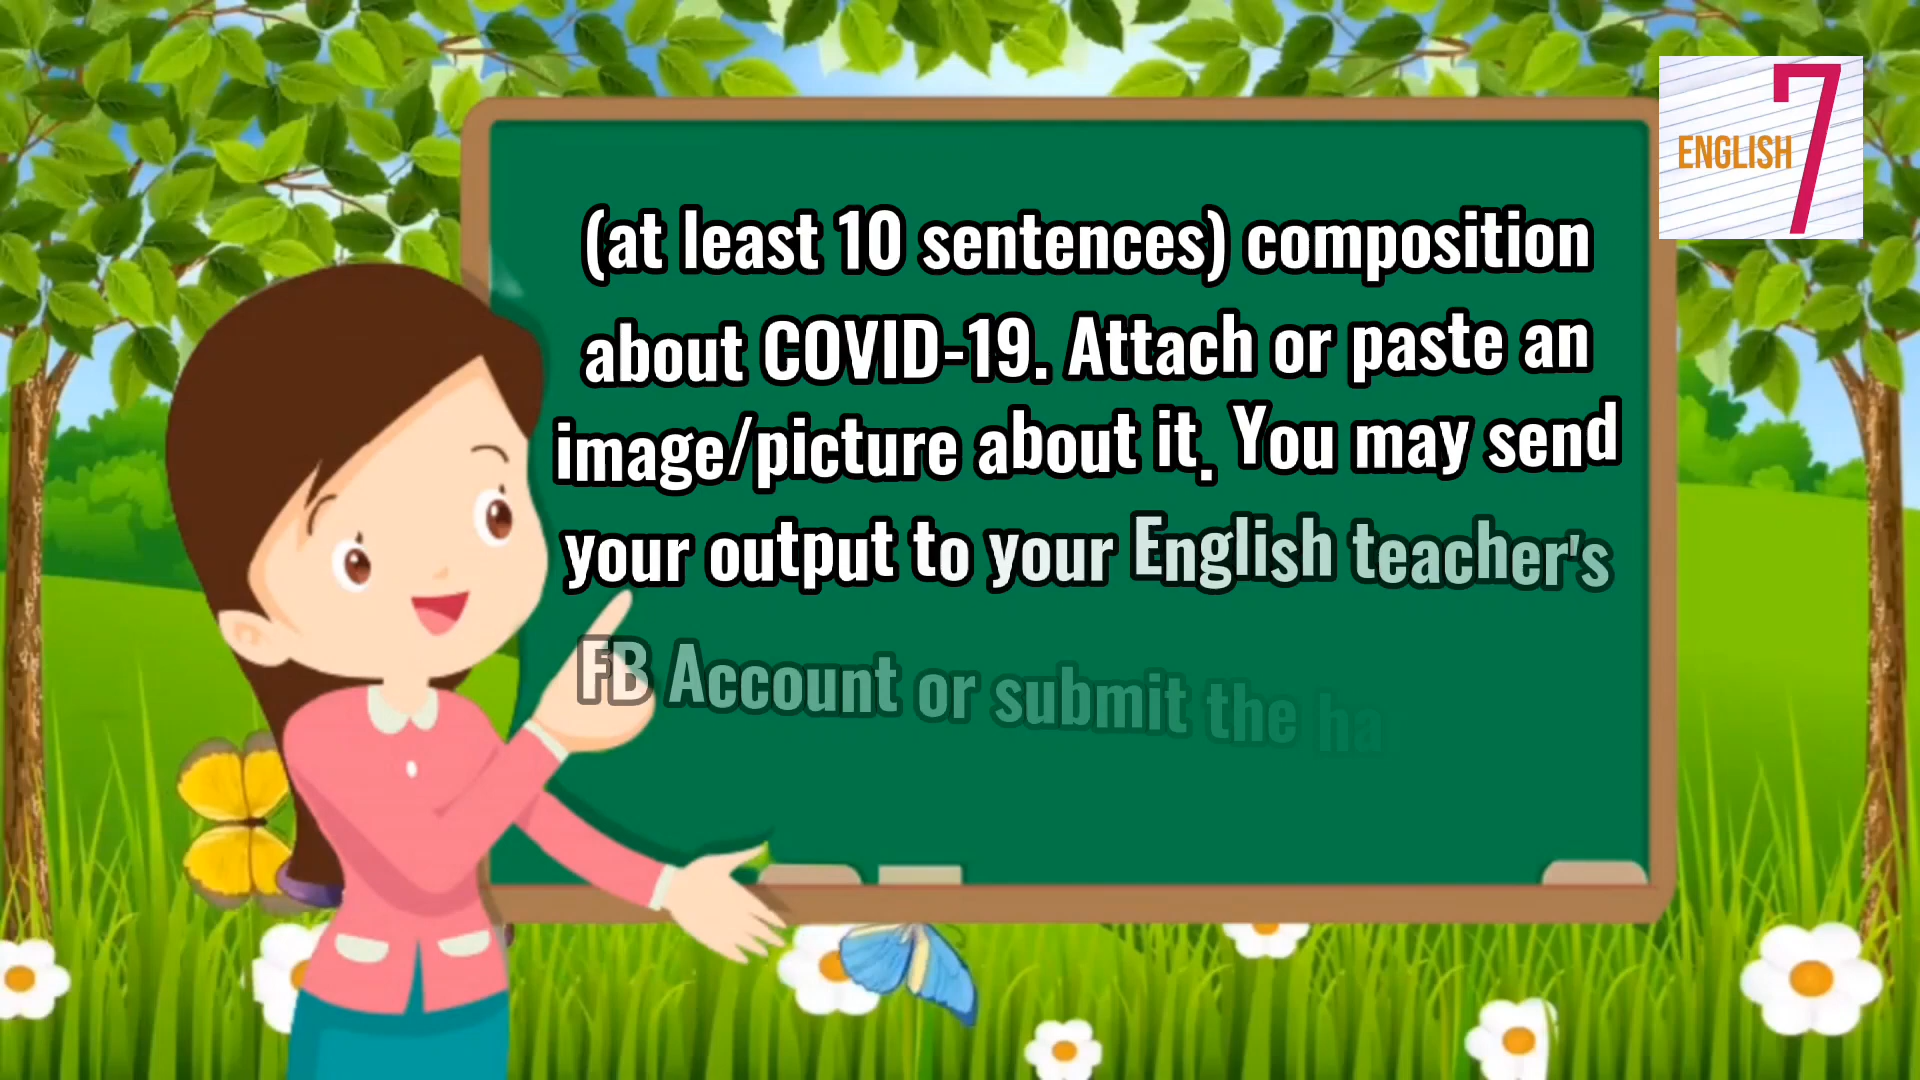 ENGLISH 7
(at least 10 sentences) composition
about COVID-19. Attach or paste an
image/picture about it. You may send
your output to your English teacher's
FB Account or submit the ha